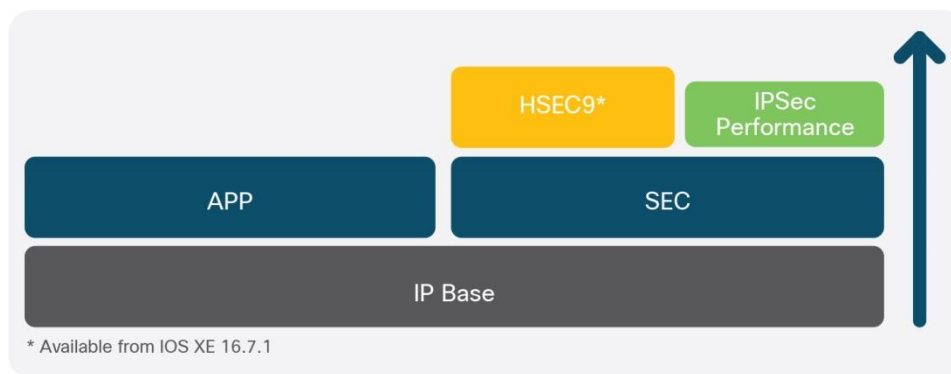 HSEC9*
IPSec
Performance
APP
SEC
IP Base
* Available from IOS XE 16.7.1